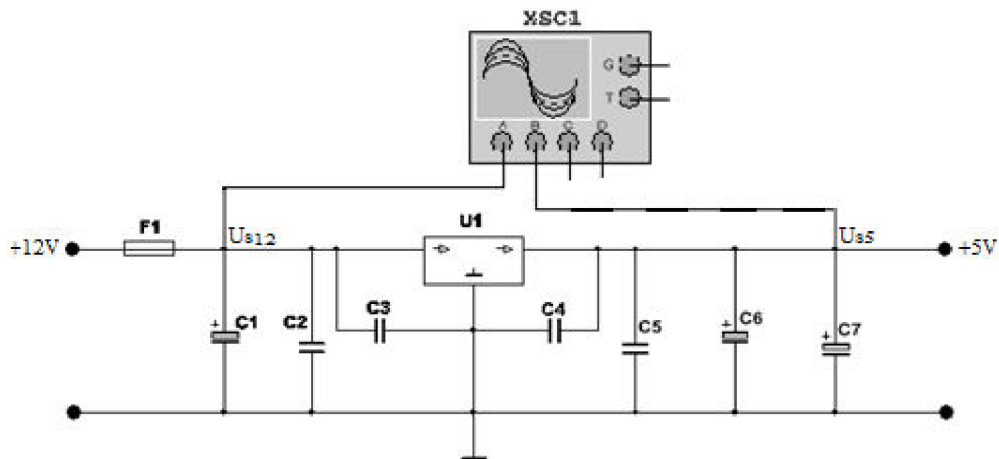 XSC1
G
T
A B C D
F1
U1
+12V
Us12
Us5
+5V
C3
C4
C1
C2
C5
C6
C7
+
+
+